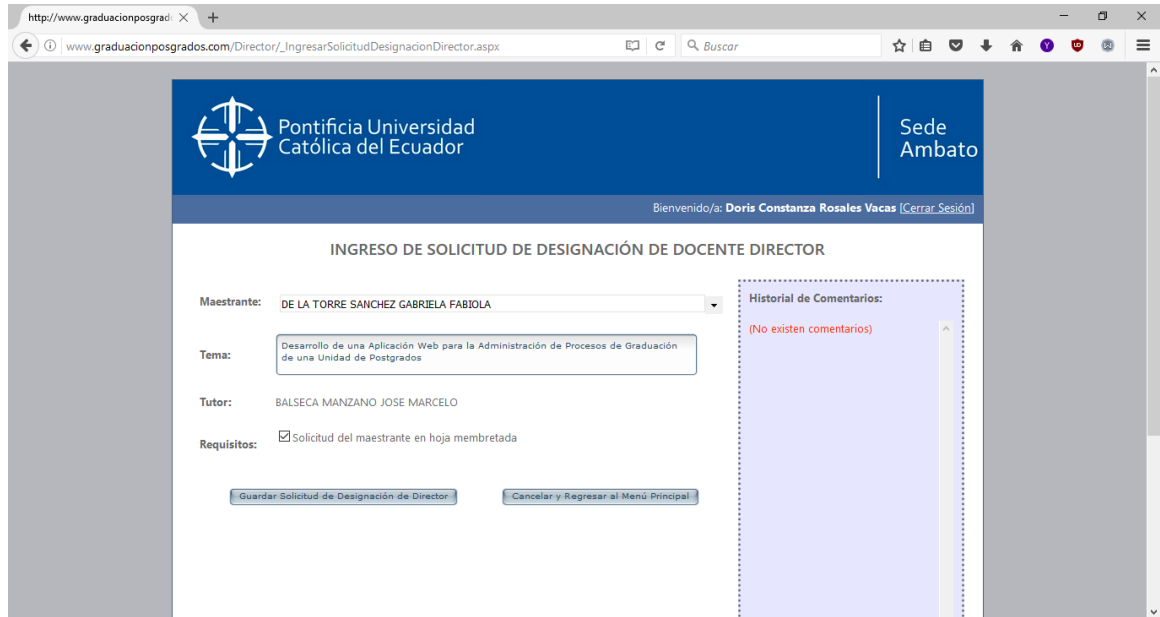 http://www.graduacionposgrad
www.graduacionposgrados.com/Director/_IngresarSolicitudDesignacionDirector.aspx
Buscar
Pontificia Universidad
Católica del Ecuador
Sede
Ambato
Bienvenido/a: Doris Constanza Rosales Vacas [Cerrar Sesión]
INGRESO DE SOLICITUD DE DESIGNACIÓN DE DOCENTE DIRECTOR
Maestrante:
DE LA TORRE SANCHEZ GABRIELA FABIOLA
Tema:
Desarrollo de una Aplicación Web para la Administración de Procesos de Graduación
de una Unidad de Postgrados
Tutor:
BALSECA MANZANO JOSE MARCELO
Requisitos:
Solicitud del maestrante en hoja membretada
Guardar Solicitud de Designación de Director
Cancelar y Regresar al Menú Principal
Historial de Comentarios:
(No existen comentarios)